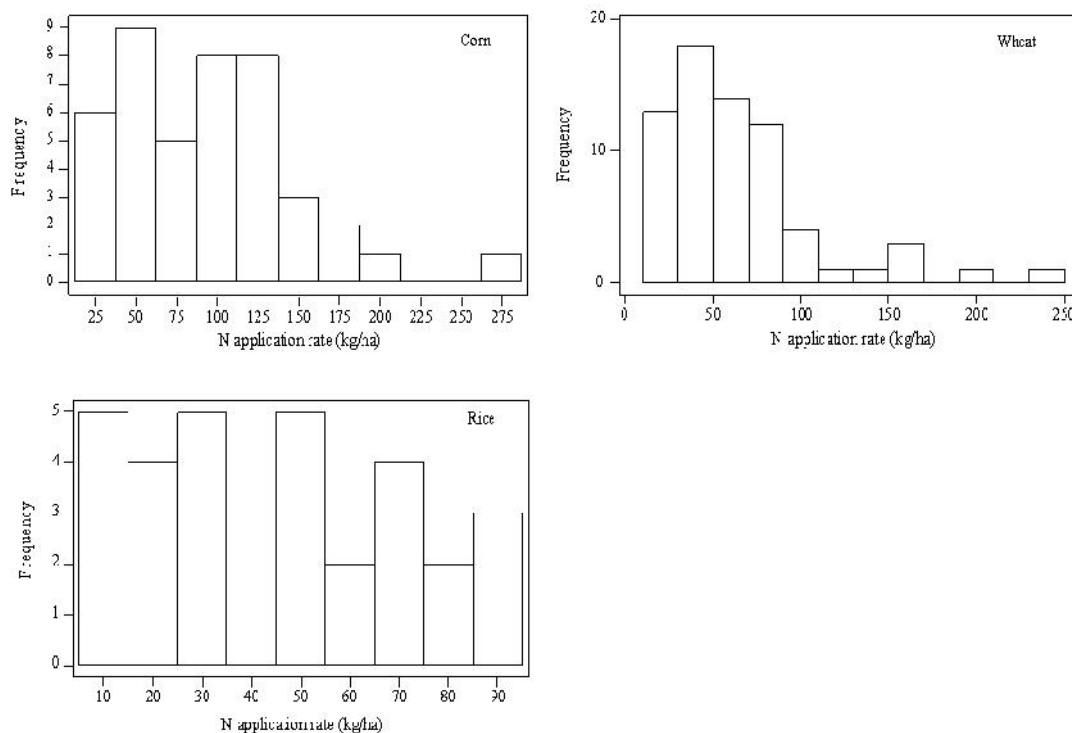 Corn
Frequency
9
8
7
6
5
4
3
2
1
0
25 50 75 100 125 150 175 200 225 250 275
N application rate (kg/ha)
Wheat
Frequency
20
10
0
0 50 100 150 200 250
N application rate (kg/ha)
Rice
Frequency
5
4
3
2
1
0
10 20 30 40 50 60 70 80 90
N application rate (kg/ha)